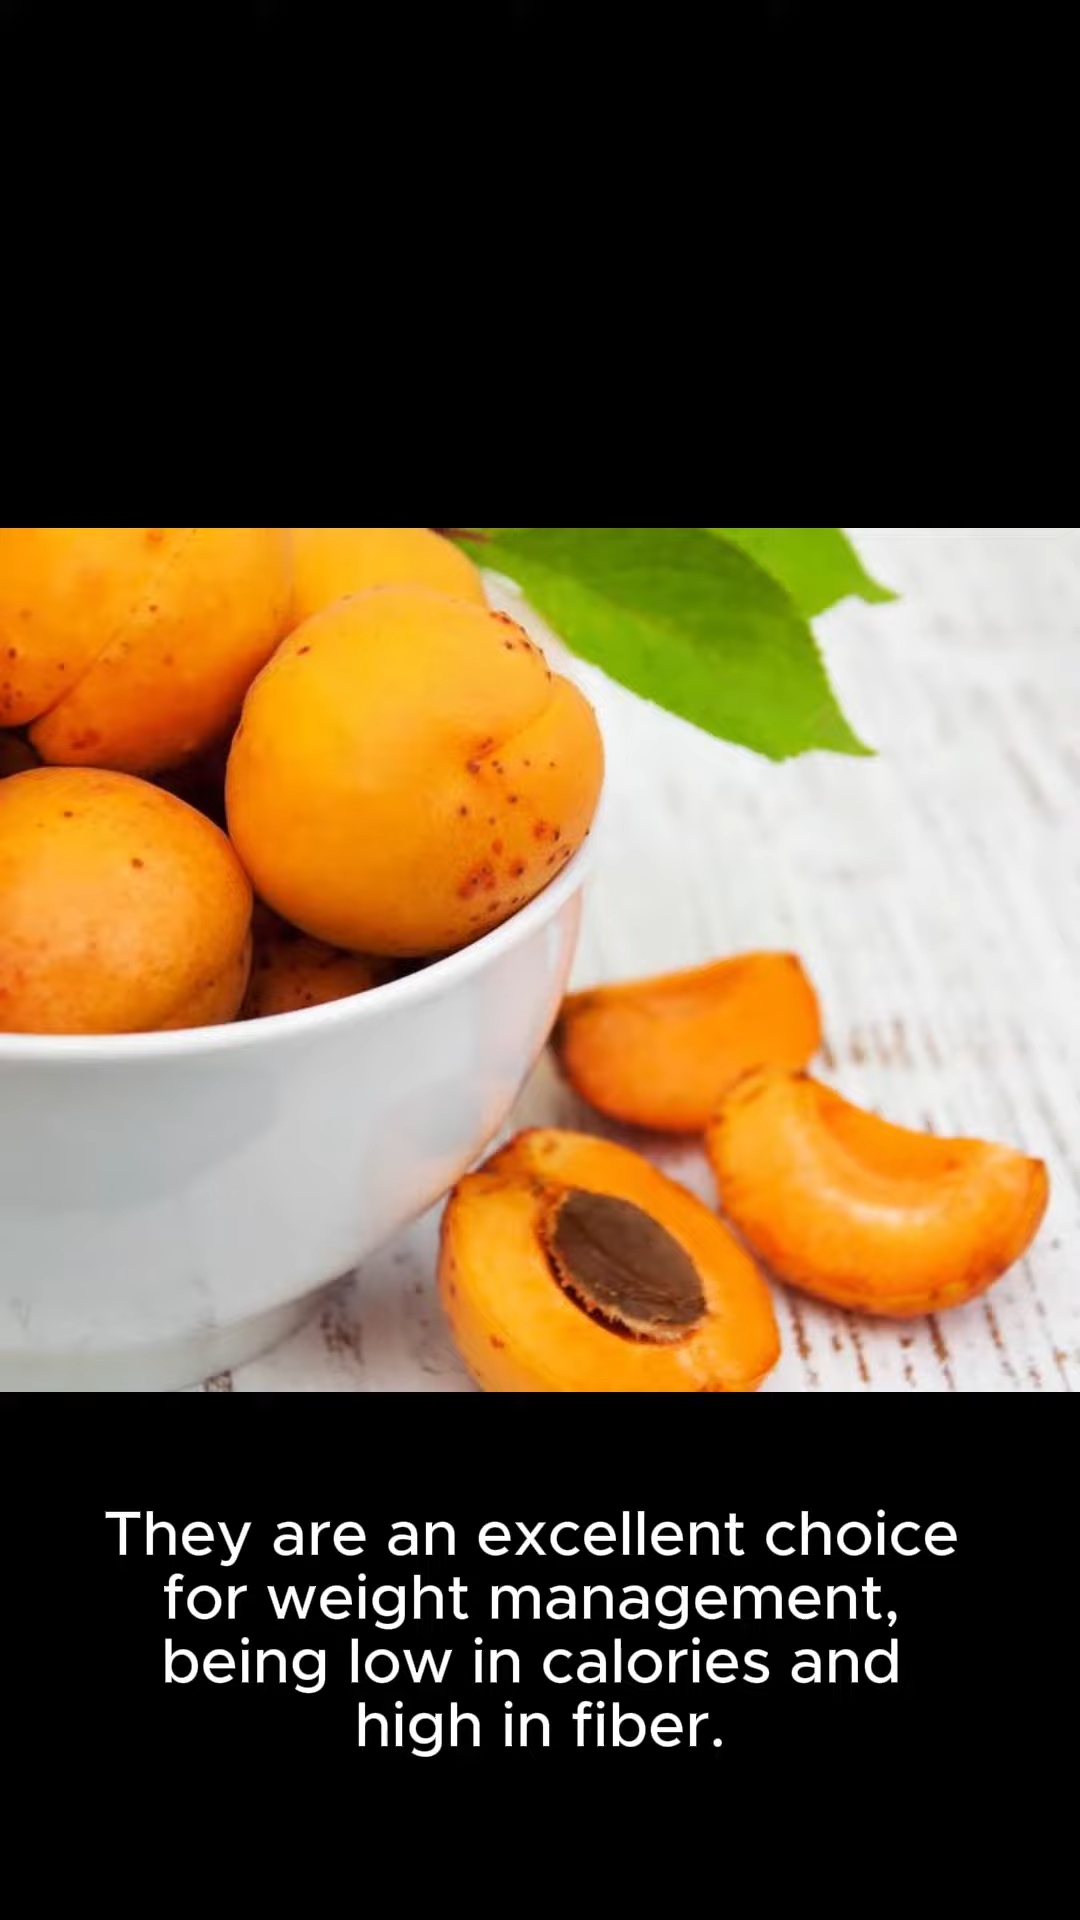 They are an excellent choice
for weight management,
being low in calories and
high in fiber.